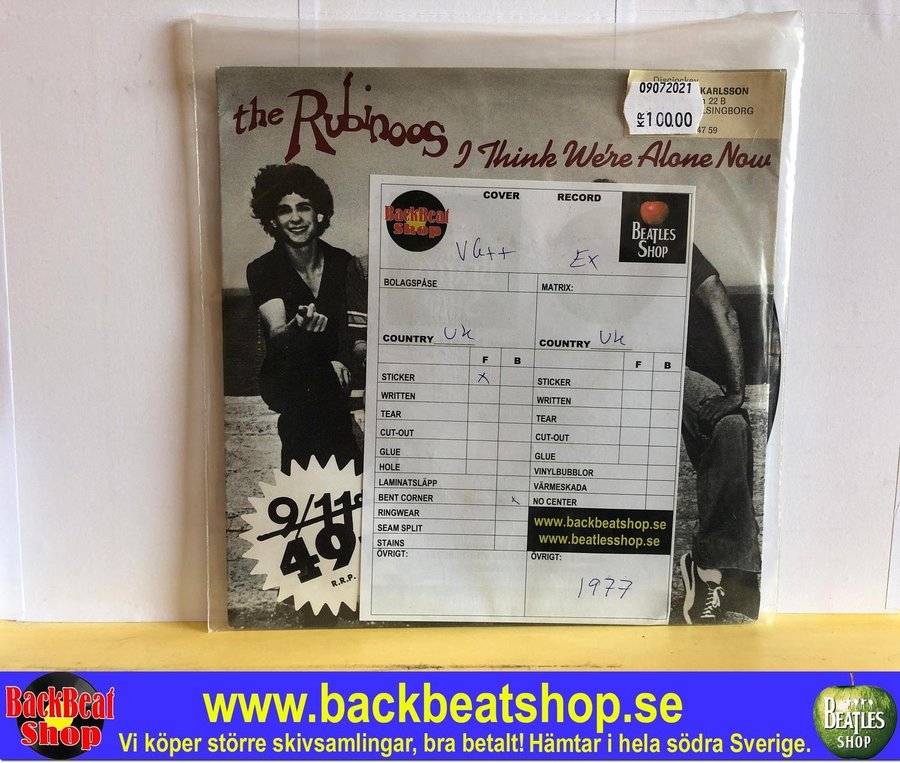 the Rubinoos
I Think We're Alone Now
Discjockey
KARLSSON
22 B
LSINGBORG
47 59
09072021
KR 100.00
BackBeat
Shop
COVER
RECORD
BEATLES
SHOP
VG++
EX
BOLAGSPÅSE
MATRIX:
COUNTRY UK
COUNTRY UK
F B
F B
STICKER X
STICKER
WRITTEN
WRITTEN
TEAR
TEAR
CUT-OUT
CUT-OUT
GLUE
GLUE
HOLE
VINYLBUBBLOR
LAMINATSLÄPP
VÄRMESKADA
BENT CORNER X
NO CENTER
RINGWEAR
SEAM SPLIT
STAINS
www.backbeatshop.se
www.beatlesshop.se
ÖVRIGT:
ÖVRIGT:
1977
9/11
49
R.R.P.
BackBeat
Shop
www.backbeatshop.se
Vi köper större skivsamlingar, bra betalt! Hämtar i hela södra Sverige.
BEATLES
SHOP